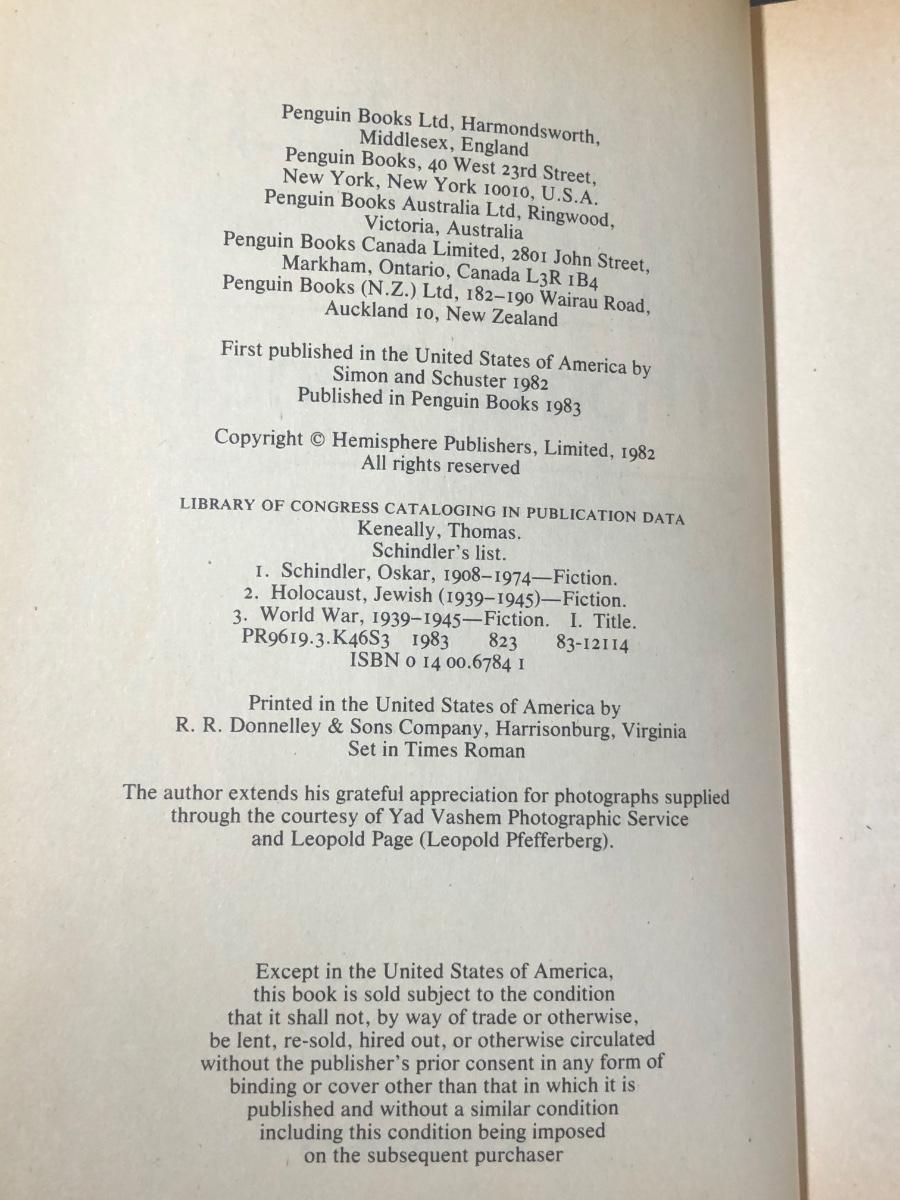 Penguin Books Ltd, Harmondsworth,
Middlesex, England
Penguin Books, 40 West 23rd Street,
New York, New York 10010, U.S.A.
Penguin Books Australia Ltd, Ringwood,
Victoria, Australia
Penguin Books Canada Limited, 2801 John Street,
Markham, Ontario, Canada L3R 1B4
Penguin Books (N.Z.) Ltd, 182–190 Wairau Road,
Auckland 10, New Zealand
First published in the United States of America by
Simon and Schuster 1982
Published in Penguin Books 1983
Copyright © Hemisphere Publishers, Limited, 1982
All rights reserved
LIBRARY OF CONGRESS CATALOGING IN PUBLICATION DATA
Keneally, Thomas.
Schindler's list.
1. Schindler, Oskar, 1908–1974—Fiction.
2. Holocaust, Jewish (1939–1945)—Fiction.
3. World War, 1939–1945—Fiction. I. Title.
PR9619.3.K46S3 1983 823 83-12114
ISBN 0 14 00.6784 1
Printed in the United States of America by
R. R. Donnelley & Sons Company, Harrisonburg, Virginia
Set in Times Roman
The author extends his grateful appreciation for photographs supplied
through the courtesy of Yad Vashem Photographic Service
and Leopold Page (Leopold Pfefferberg).
Except in the United States of America,
this book is sold subject to the condition
that it shall not, by way of trade or otherwise,
be lent, re-sold, hired out, or otherwise circulated
without the publisher's prior consent in any form of
binding or cover other than that in which it is
published and without a similar condition
including this condition being imposed
on the subsequent purchaser